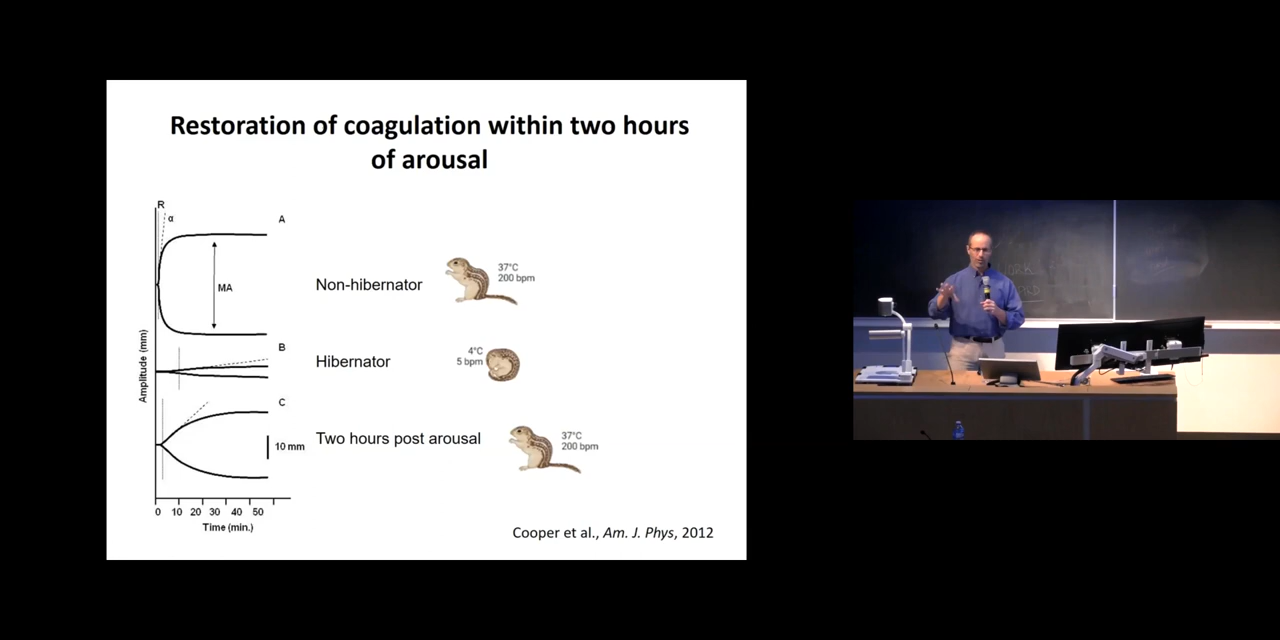 Restoration of coagulation within two hours
of arousal
R
α
A
MA
Non-hibernator
37°C
200 bpm
B
Hibernator
4°C
5 bpm
Amplitude (mm)
C
10 mm
Two hours post arousal
37°C
200 bpm
0 10 20 30 40 50
Time (min.)
Cooper et al., Am. J. Phys, 2012